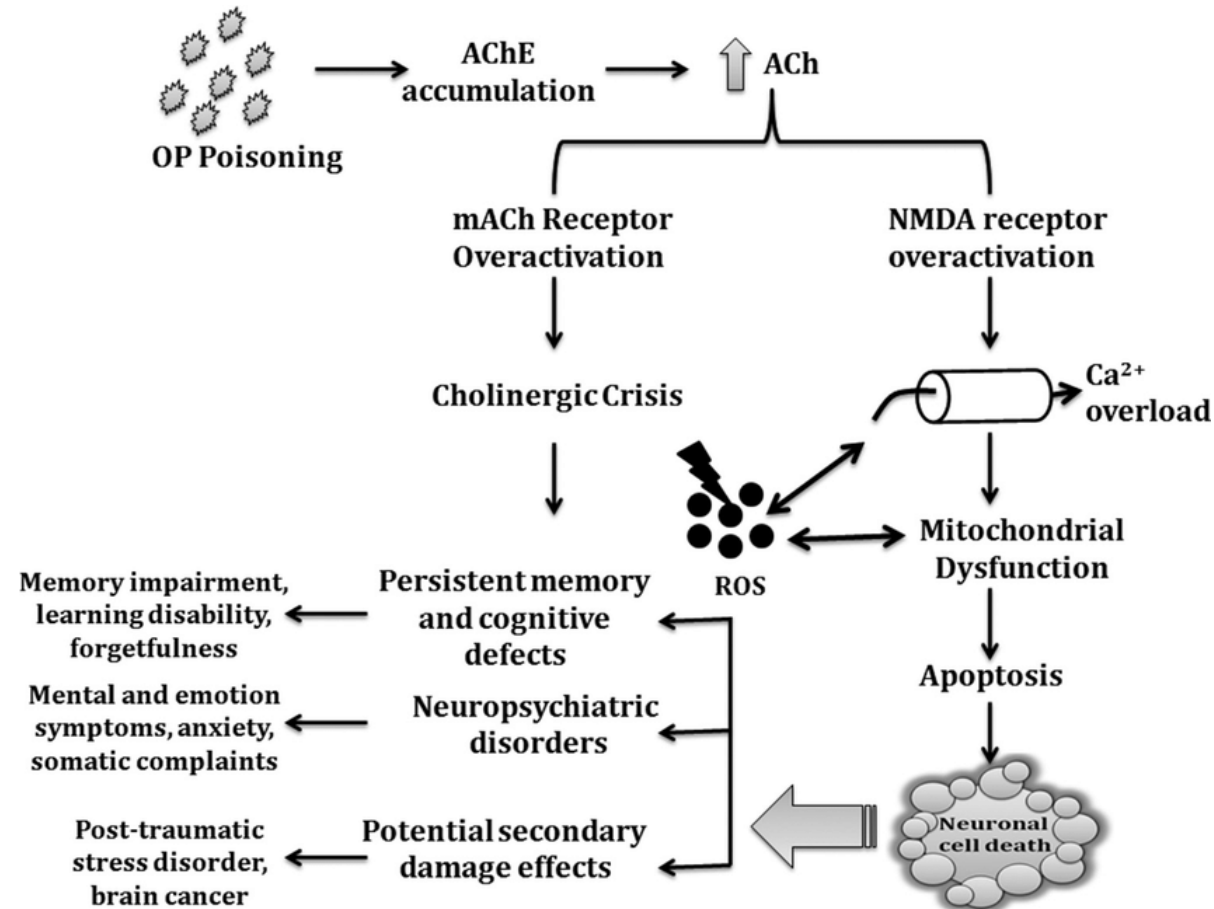 AChE
accumulation
ACh
OP Poisoning
mACh Receptor
Overactivation
NMDA receptor
overactivation
Cholinergic Crisis
Ca²⁺
overload
ROS
Mitochondrial
Dysfunction
Memory impairment,
learning disability,
forgetfulness
Persistent memory
and cognitive
defects
Apoptosis
Mental and emotion
symptoms, anxiety,
somatic complaints
Neuropsychiatric
disorders
Post-traumatic
stress disorder,
brain cancer
Potential secondary
damage effects
Neuronal
cell death